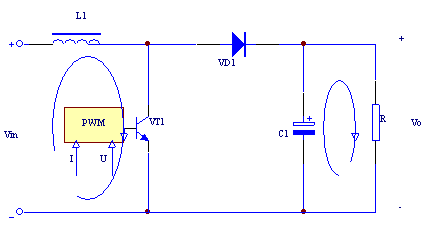 L1
+
+
VD1
PWM
VT1
+
C1
R
Vin
Vo
I
U
-
-